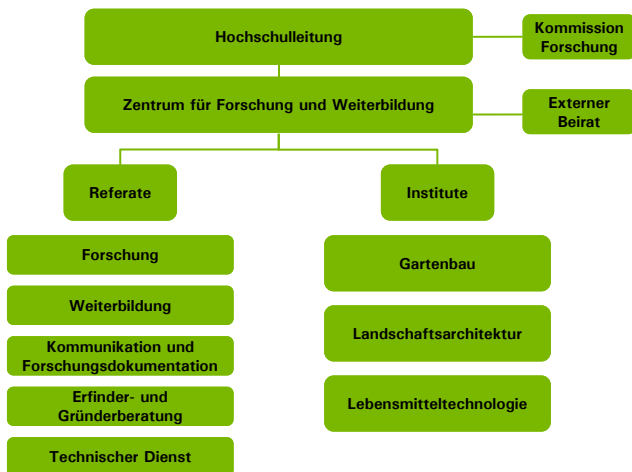 Hochschulleitung
Kommission
Forschung
Zentrum für Forschung und Weiterbildung
Externer
Beirat
Referate
Institute
Forschung
Weiterbildung
Kommunikation und
Forschungsdokumentation
Erfinder- und
Gründerberatung
Technischer Dienst
Gartenbau
Landschaftsarchitektur
Lebensmitteltechnologie